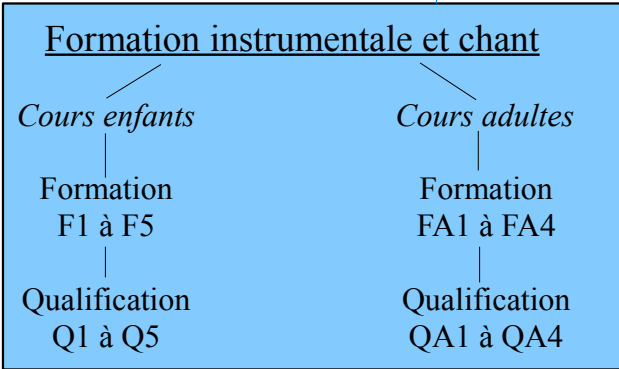 Formation instrumentale et chant
Cours enfants
Cours adultes
Formation
F1 à F5
Formation
FA1 à FA4
Qualification
Q1 à Q5
Qualification
QA1 à QA4